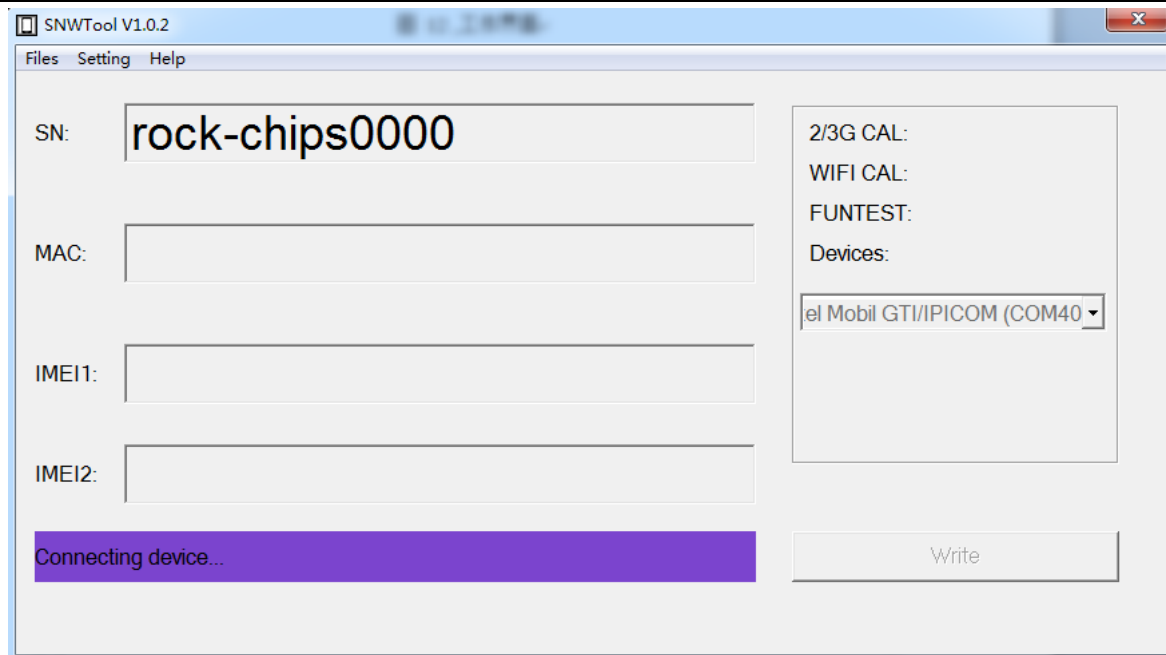 SNWTool V1.0.2
Files Setting Help
SN: rock-chips0000
MAC:
IMEI1:
IMEI2:
2/3G CAL:
WIFI CAL:
FUNTEST:
Devices:
el Mobil GTI/IPICOM (COM40
Connecting device...
Write